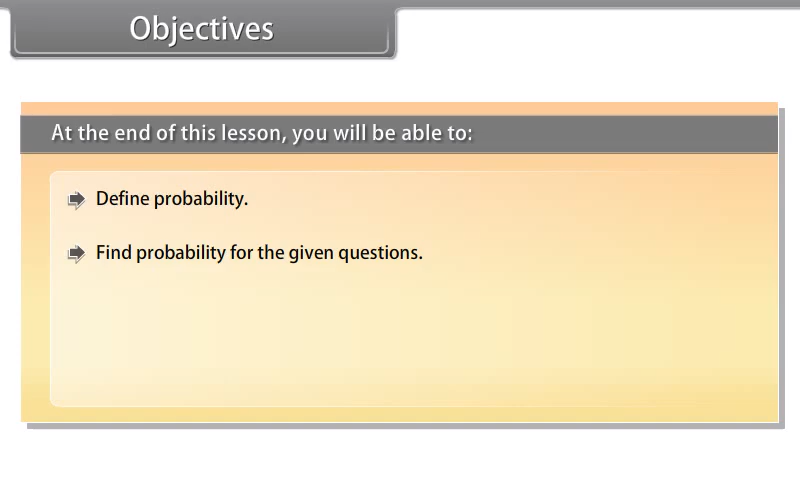 Objectives
At the end of this lesson, you will be able to:
Define probability.
Find probability for the given questions.